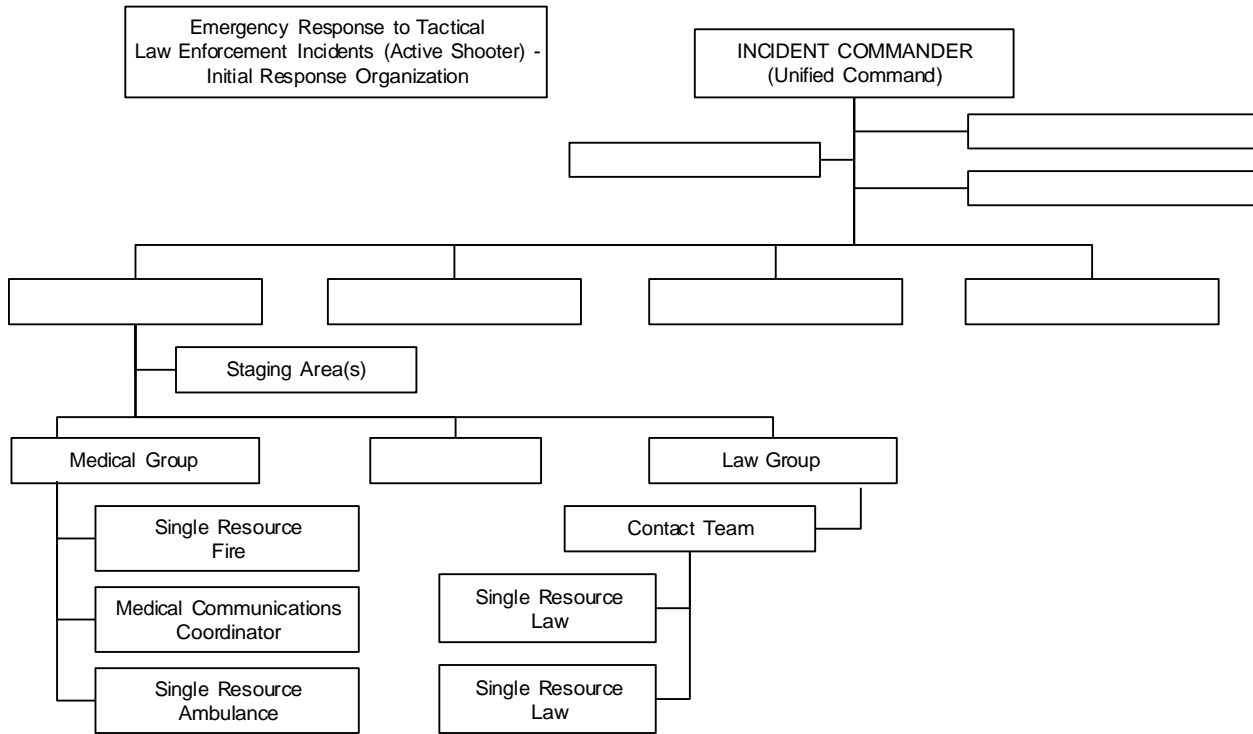 Emergency Response to Tactical
Law Enforcement Incidents (Active Shooter) -
Initial Response Organization
INCIDENT COMMANDER
(Unified Command)
Staging Area(s)
Medical Group
Law Group
Single Resource
Fire
Contact Team
Medical Communications
Coordinator
Single Resource
Law
Single Resource
Ambulance
Single Resource
Law